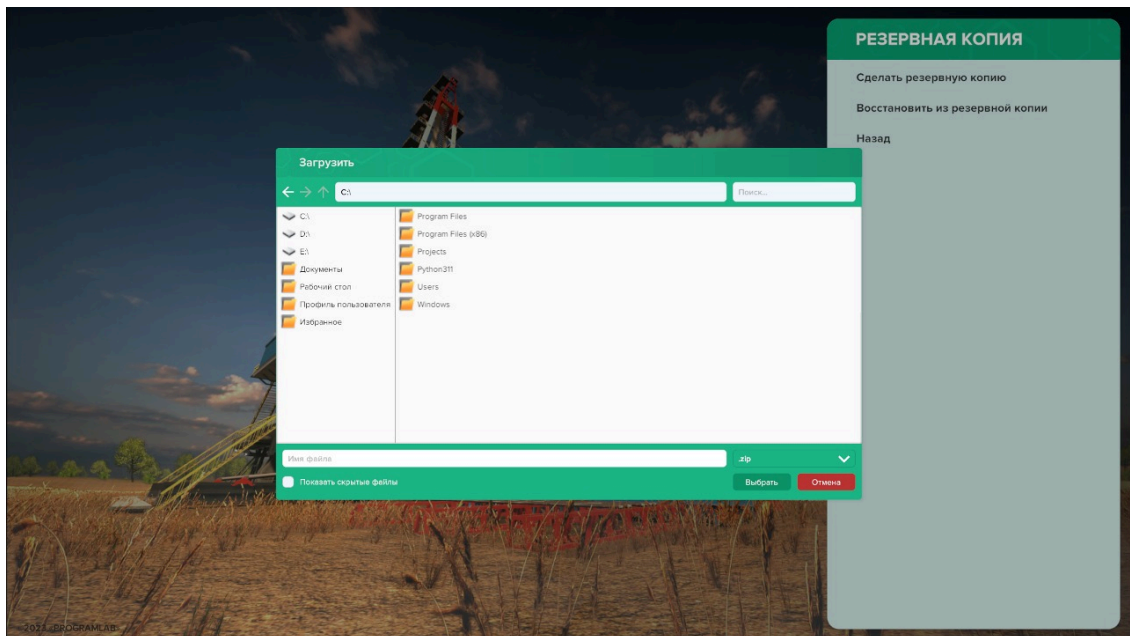 РЕЗЕРВНАЯ КОПИЯ
Сделать резервную копию
Восстановить из резервной копии
Назад
Загрузить
C:\
Поиск...
C:\
D:\
E:\
Документы
Рабочий стол
Профиль пользователя
Избранное
Program Files
Program Files (x86)
Projects
Python311
Users
Windows
Имя файла
.zip
Показать скрытые файлы
Выбрать
Отмена
2022 - PROGRAMLAB